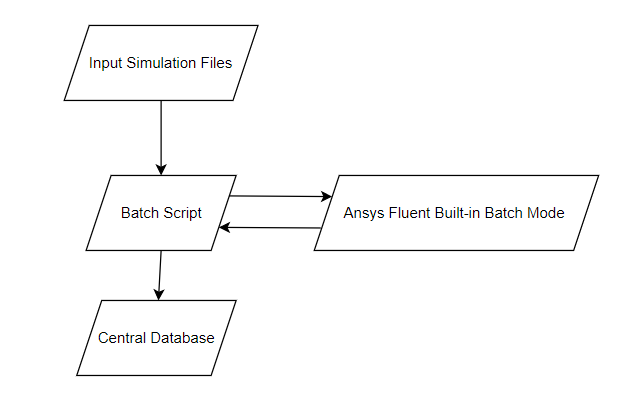 Input Simulation Files
Batch Script
Ansys Fluent Built-in Batch Mode
Central Database